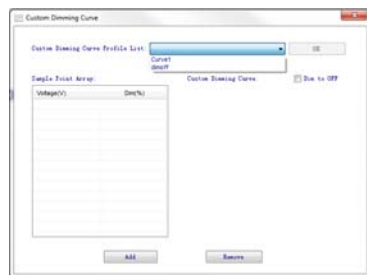 Custom Dimming Curve
Custom Dimming Curve Profile List:
OK
Curve1
dimoff
Sample Point Array:
Custom Dimming Curve:
Dim to OFF
Voltage(V)
Dim(%)
Add
Remove